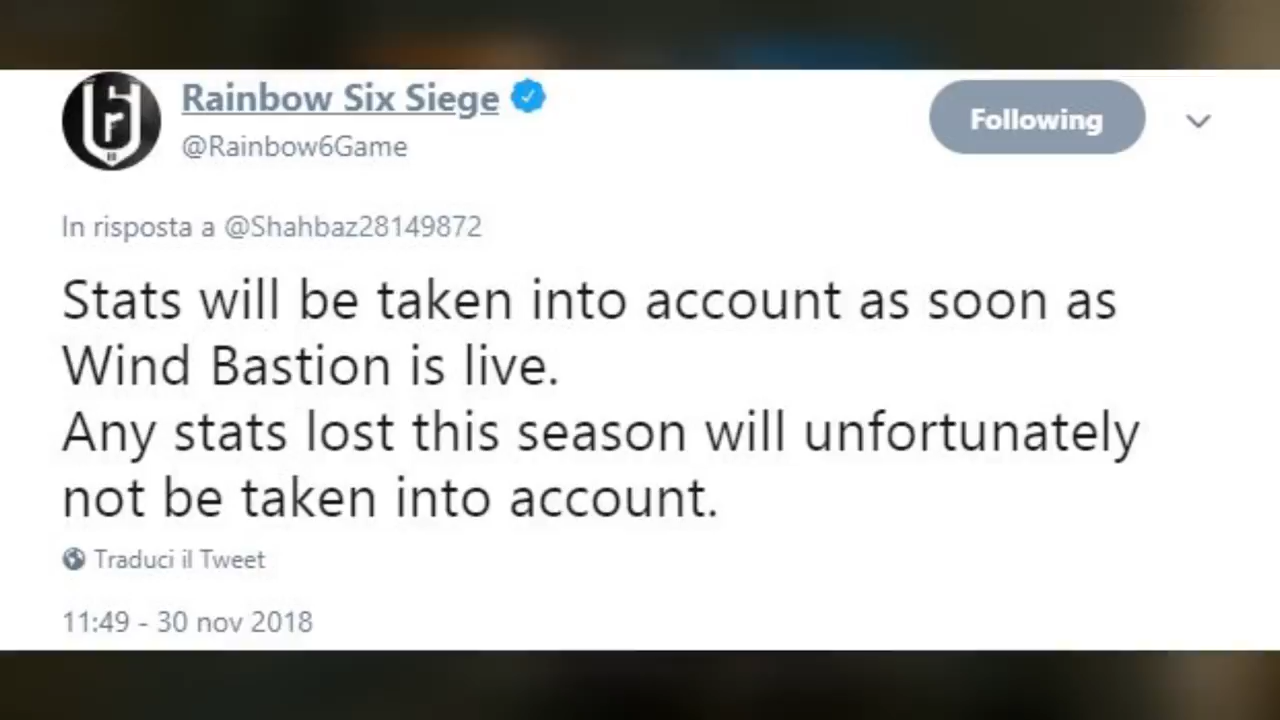 Rainbow Six Siege
@Rainbow6Game
Following
In risposta a @Shahbaz28149872
Stats will be taken into account as soon as
Wind Bastion is live.
Any stats lost this season will unfortunately
not be taken into account.
Traduci il Tweet
11:49 - 30 nov 2018